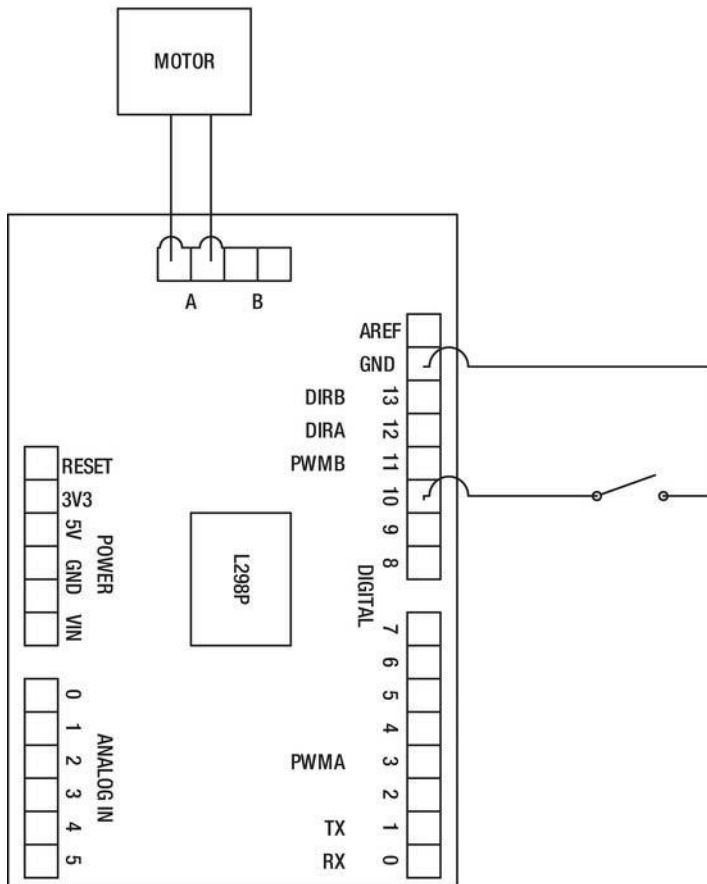 MOTOR
A B
AREF
GND
DIRB 13
DIRA 12
PWMB 11
10
9
8
DIGITAL
7
6
5
4
PWMA 3
2
TX 1
RX 0
RESET
3V3
5V
GND
VIN
POWER
L298P
0
1
2
3
4
5
ANALOG IN